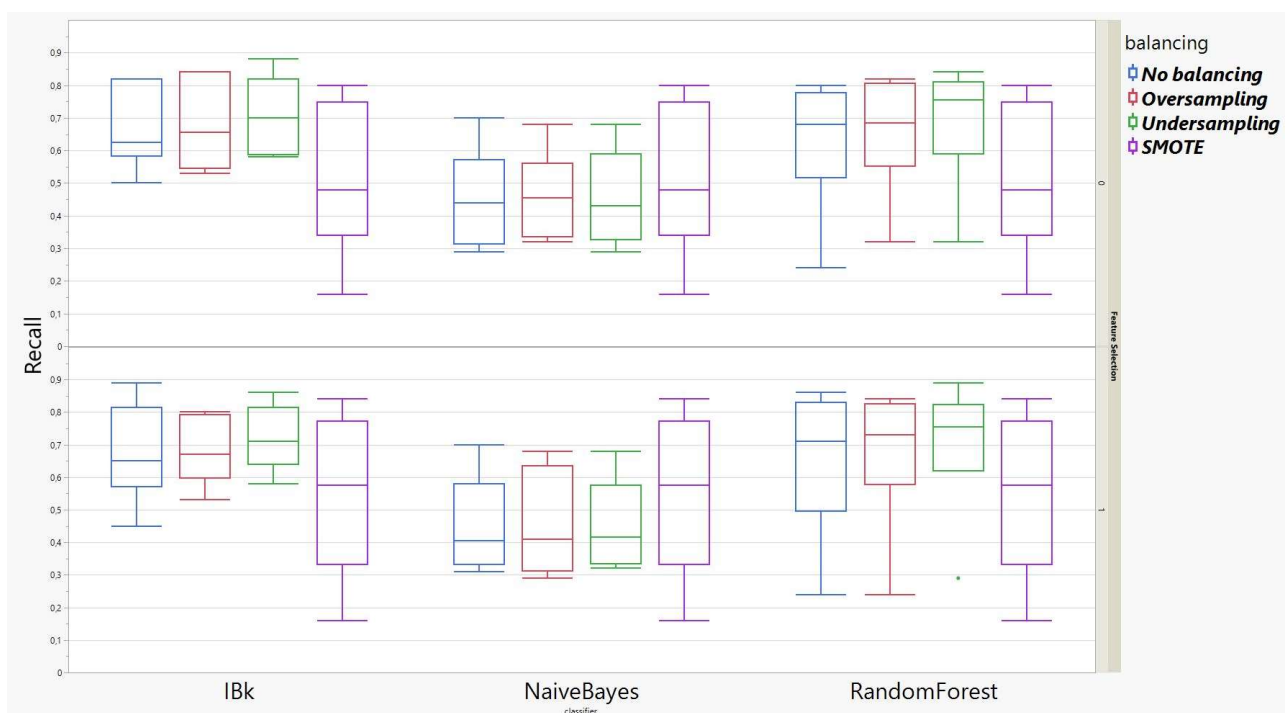 balancing
No balancing
Oversampling
Undersampling
SMOTE
Recall
0,9
0,8
0,7
0,6
0,5
0,4
0,3
0,2
0,1
0
0,9
0,8
0,7
0,6
0,5
0,4
0,3
0,2
0,1
0
0
1
Feature Selection
IBk NaiveBayes RandomForest
classifier